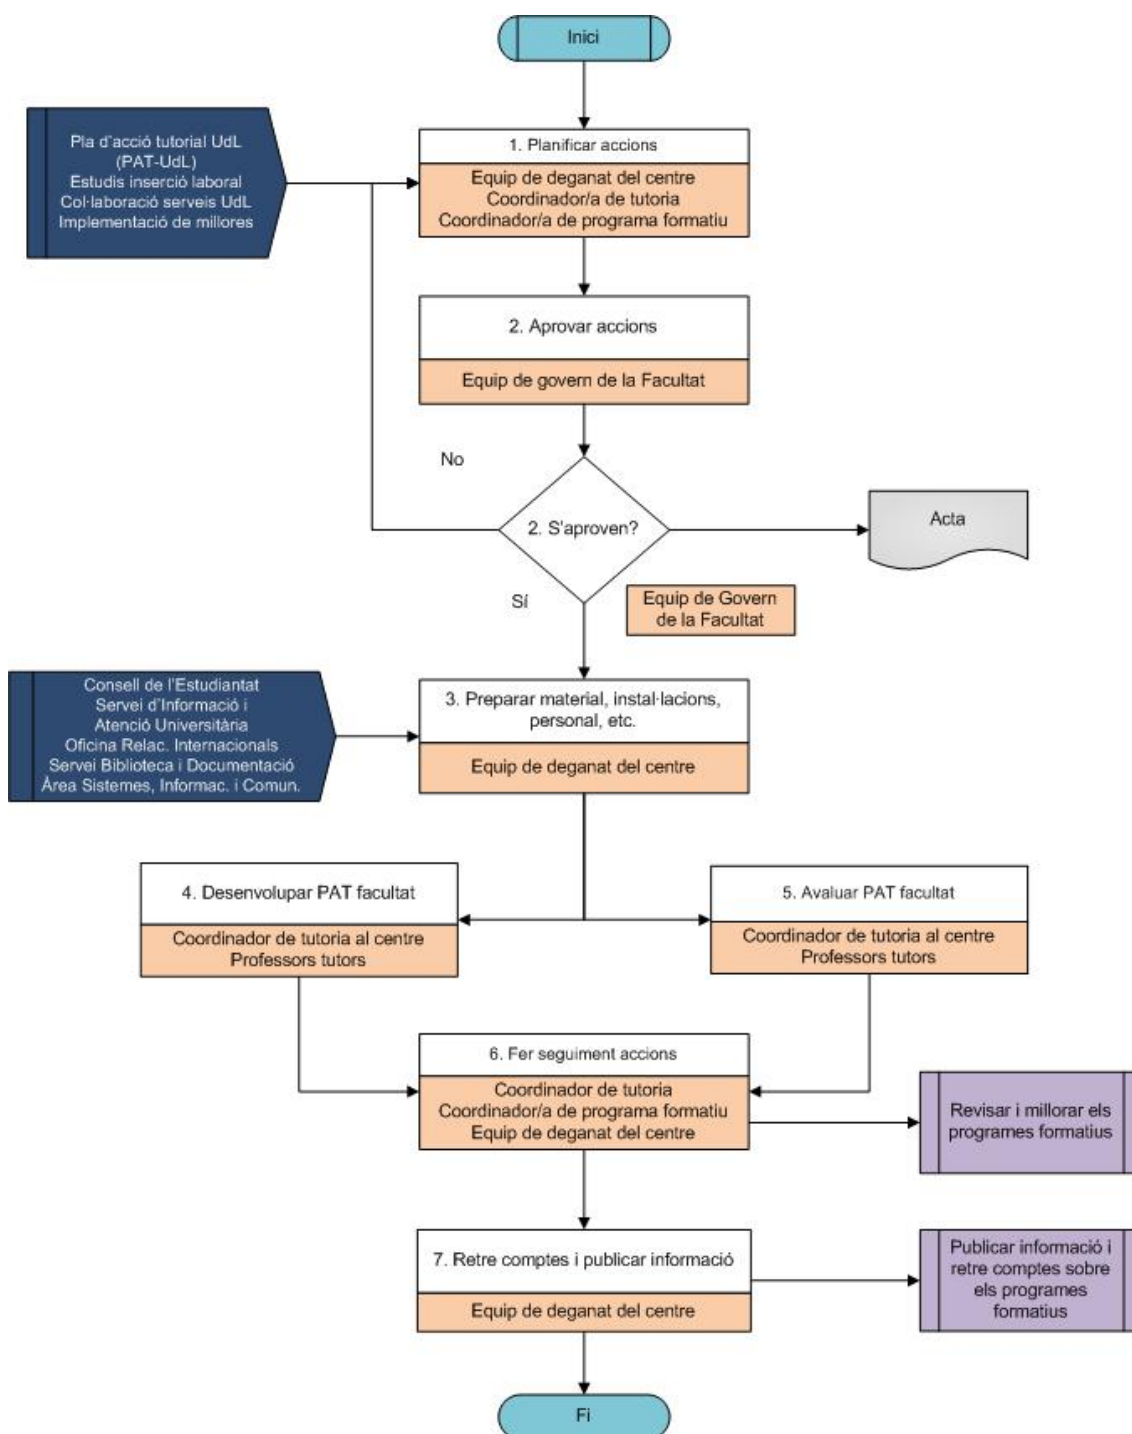 Inici
Pla d'acció tutorial UdL
(PAT-UdL)
Estudis inserció laboral
Col·laboració serveis UdL
Implementació de millores
1. Planificar accions
Equip de deganat del centre
Coordinador/a de tutoria
Coordinador/a de programa formatiu
2. Aprovar accions
Equip de govern de la Facultat
No
2. S'aproven?
Acta
Sí
Equip de Govern
de la Facultat
Consell de l'Estudiantat
Servei d'Informació i
Atenció Universitària
Oficina Relac. Internacionals
Servei Biblioteca i Documentació
Àrea Sistemes, Informac. i Comun.
3. Preparar material, instal·lacions,
personal, etc.
Equip de deganat del centre
4. Desenvolupar PAT facultat
Coordinador de tutoria al centre
Professors tutors
5. Avaluar PAT facultat
Coordinador de tutoria al centre
Professors tutors
6. Fer seguiment accions
Coordinador de tutoria
Coordinador/a de programa formatiu
Equip de deganat del centre
Revisar i millorar els
programes formatius
7. Retre comptes i publicar informació
Equip de deganat del centre
Publicar informació i
retre comptes sobre
els programes
formatius
Fi